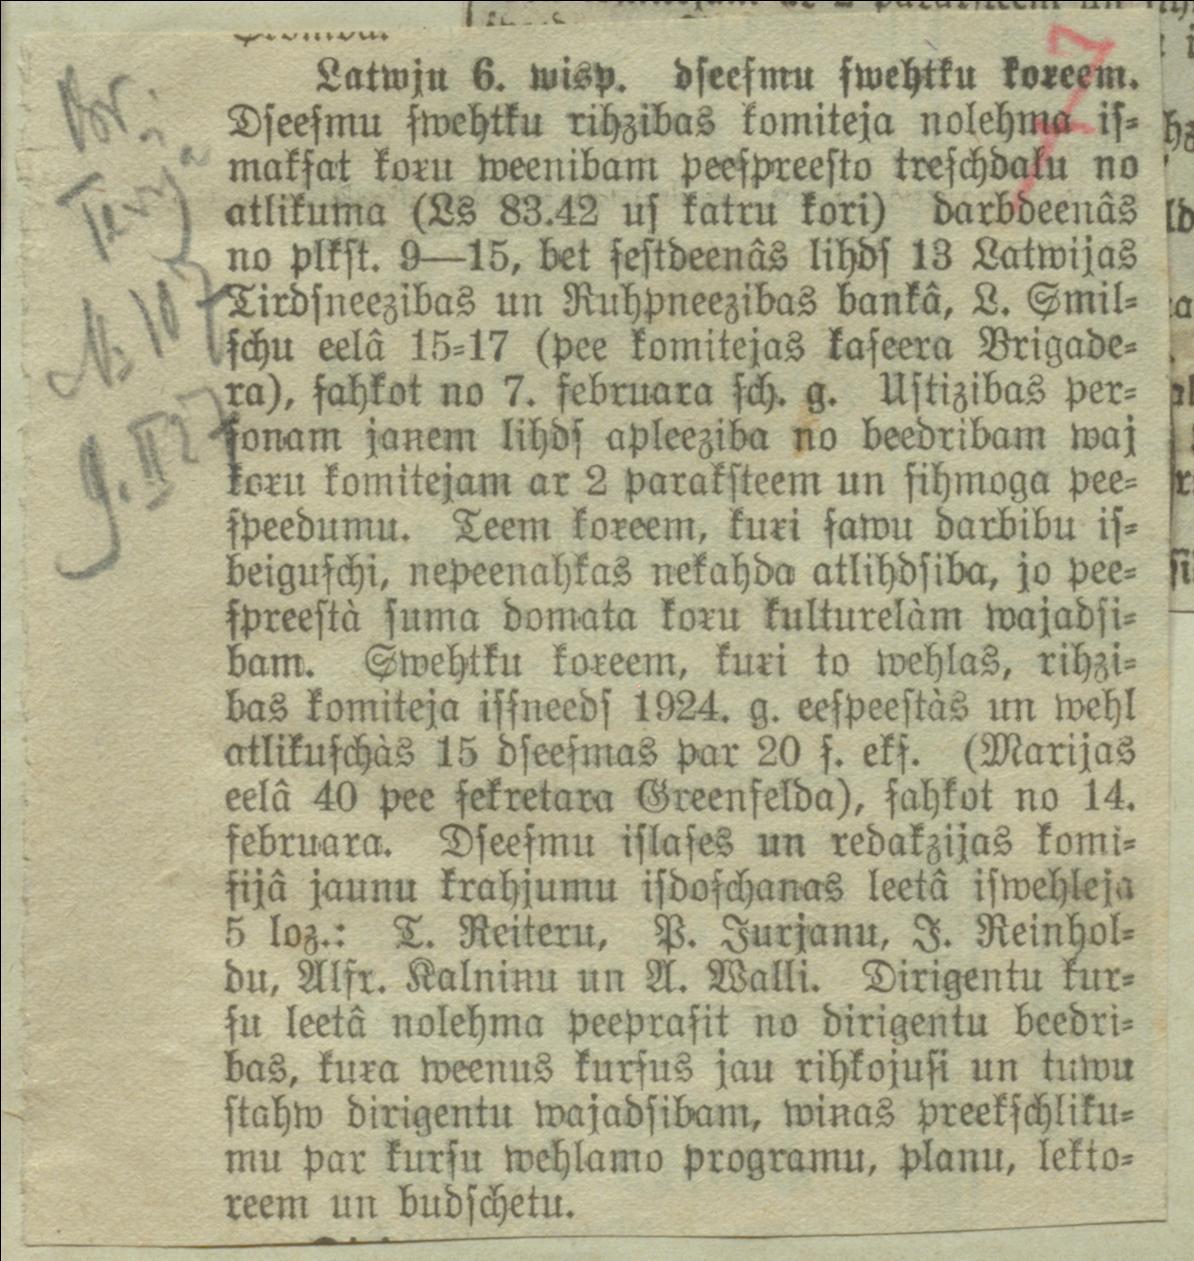 Br.
Temja
№ 107
9. II 27
7
Latwju 6. wisp. dſeeſmu ſwehtku koreem.
Dſeeſmu ſwehtku rihzibas komiteja nolehma iſ-
makſat koru weenibam peeſpreeſto treſchdalu no
atlikuma (Ls 83.42 uſ katru kori) darbdeenâs
no plkſt. 9—15, bet ſeſtdeenâs lihdſ 13 Latwijas
Tirdſneezibas un Ruhpneezibas bankâ, L. Smil-
ſchu eelâ 15-17 (pee komitejas kaſeera Brigade-
ra), ſahkot no 7. februara ſch. g. Uſtizibas per-
ſonam janem lihdſ apleeziba no beedribam waj
koru komitejam ar 2 parakſteem un ſihmoga pee-
ſpeedumu. Teem koreem, kuri ſawu darbibu iſ-
beiguſchi, nepeenahkas nekahda atlihdſiba, jo pee-
ſpreeſtà ſuma domata koru kulturelàm wajadſi-
bam. Swehtku koreem, kuri to wehlas, rihzi-
bas komiteja iſſneedſ 1924. g. eeſpeeſtàs un wehl
atlikuſchàs 15 dſeeſmas par 20 ſ. ekſ. (Marijas
eelâ 40 pee ſekretara Greenfelda), ſahkot no 14.
februara. Dſeeſmu iſlaſes un redakzijas komi-
ſijâ jaunu krahjumu iſdoſchanas leetâ iſwehleja
5 loz.: T. Reiteru, P. Jurjanu, J. Reinhol-
du, Alfr. Kalninu un A. Walli. Dirigentu kur-
ſu leetâ nolehma peepraſit no dirigentu beedri-
bas, kura weenus kurſus jau rihkojuſi un tuwu
ſtahw dirigentu wajadſibam, winas preekſchliku-
mu par kurſu wehlamo programu, planu, lekto-
reem un budſchetu.